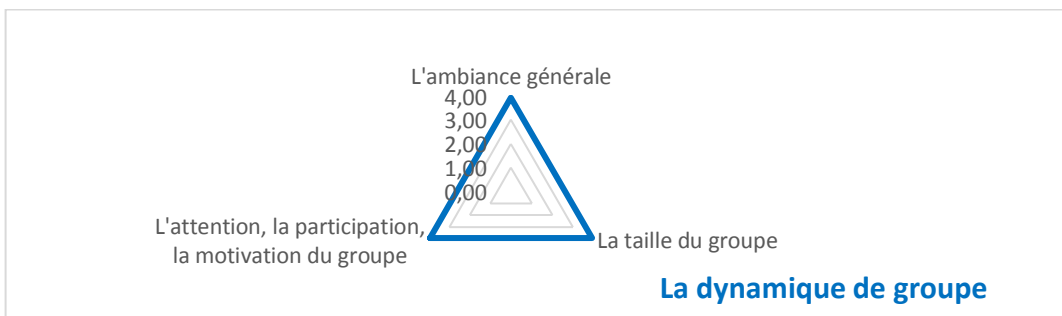 L'ambiance générale
4,00
3,00
2,00
1,00
0,00
L'attention, la participation,
la motivation du groupe
La taille du groupe
La dynamique de groupe